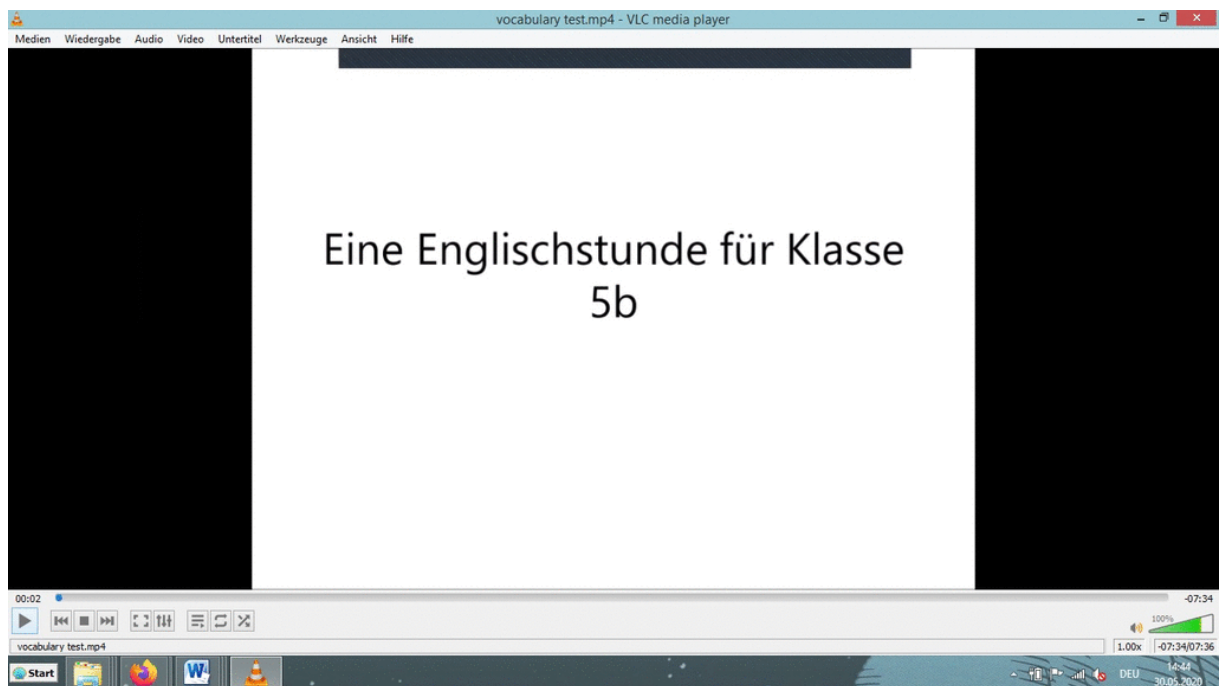 vocabulary test.mp4 - VLC media player
Medien Wiedergabe Audio Video Untertitel Werkzeuge Ansicht Hilfe
Eine Englischstunde für Klasse
5b
00:02 -07:34
100%
vocabulary test.mp4 1.00x -07:34/07:36
Start W DEU 14:44
30.05.2020